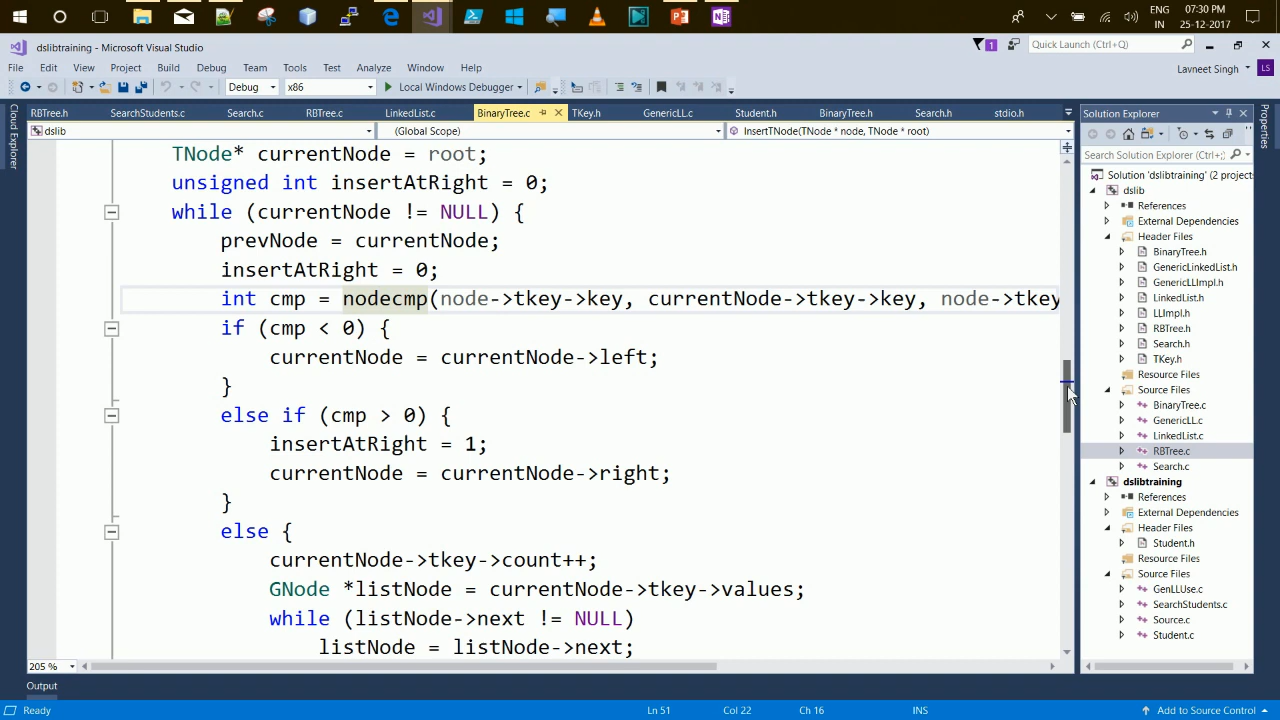 07:30 PM
ENG
IN
25-12-2017
dslibtraining - Microsoft Visual Studio
1
Quick Launch (Ctrl+Q)
File Edit View Project Build Debug Team Tools Test Analyze Window Help
Lavneet Singh LS
Debug x86 Local Windows Debugger
RBTree.h SearchStudents.c Search.c RBTree.c LinkedList.c BinaryTree.c TKey.h GenericLL.c Student.h BinaryTree.h Search.h stdio.h
dslib (Global Scope) InsertTNode(TNode * node, TNode * root)
Cloud Explorer
TNode* currentNode = root;
unsigned int insertAtRight = 0;
while (currentNode != NULL) {
prevNode = currentNode;
insertAtRight = 0;
int cmp = nodecmp(node->tkey->key, currentNode->tkey->key, node->tkey
if (cmp < 0) {
currentNode = currentNode->left;
}
else if (cmp > 0) {
insertAtRight = 1;
currentNode = currentNode->right;
}
else {
currentNode->tkey->count++;
GNode *listNode = currentNode->tkey->values;
while (listNode->next != NULL)
listNode = listNode->next;
205 %
Solution Explorer
Search Solution Explorer (Ctrl+;)
Solution 'dslibtraining' (2 project
dslib
References
External Dependencies
Header Files
BinaryTree.h
GenericLinkedList.h
GenericLLImpl.h
LinkedList.h
LLImpl.h
RBTree.h
Search.h
TKey.h
Resource Files
Source Files
BinaryTree.c
GenericLL.c
LinkedList.c
RBTree.c
Search.c
dslibtraining
References
External Dependencies
Header Files
Student.h
Resource Files
Source Files
GenLLUse.c
SearchStudents.c
Source.c
Student.c
Properties
Output
Ready Ln 51 Col 22 Ch 16 INS Add to Source Control